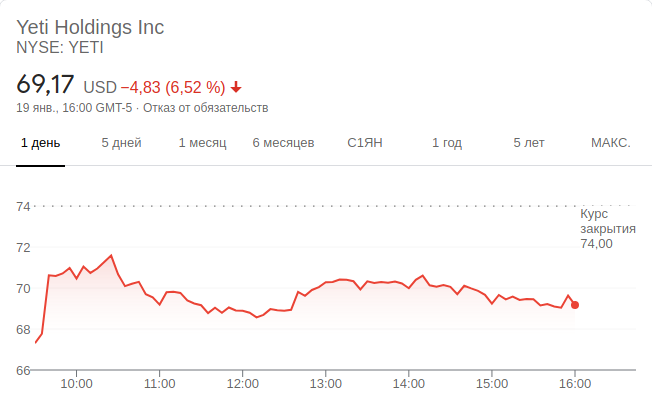 Yeti Holdings Inc
NYSE: YETI
69,17 USD −4,83 (6,52 %)
19 янв., 16:00 GMT-5 · Отказ от обязательств
1 день 5 дней 1 месяц 6 месяцев С1ЯН 1 год 5 лет МАКС.
74
Курс
закрытия
74,00
72
70
68
66
10:00 11:00 12:00 13:00 14:00 15:00 16:00